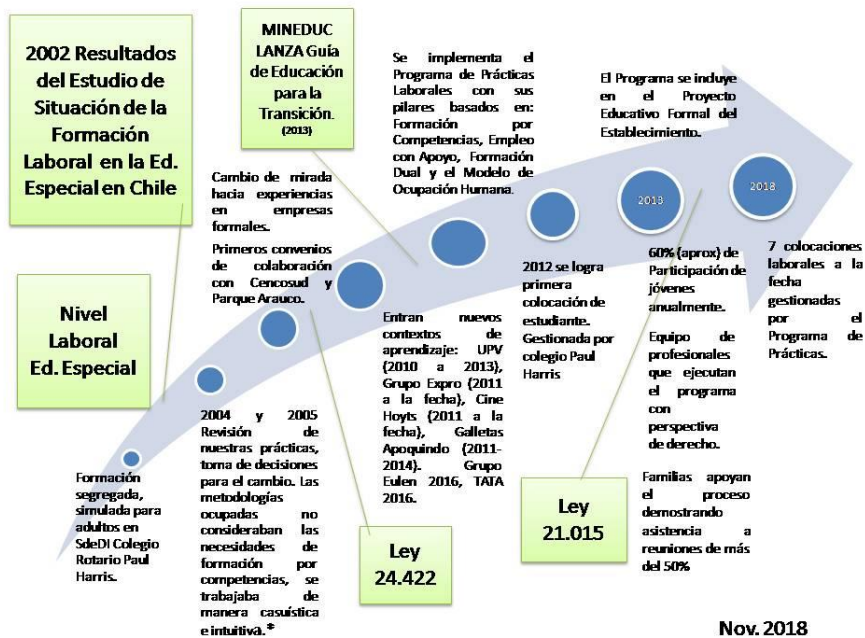 2002 Resultados
del Estudio de
Situación de la
Formación
Laboral en la Ed.
Especial en Chile
MINEDUC
LANZA Guía
de Educación
para la
Transición.
(2013)
Se implementa el
Programa de Prácticas
Laborales con sus
pilares basados en:
Formación por
Competencias, Empleo
con Apoyo, Formación
Dual y el Modelo de
Ocupación Humana.
El Programa se incluye
en el Proyecto
Educativo Formal del
Establecimiento.
Cambio de mirada
hacia experiencias
en empresas
formales.
Primeros convenios
de colaboración
con Cencosud y
Parque Arauco.
2013
2018
Nivel
Laboral
Ed. Especial
Formación
segregada,
simulada para
adultos en
SdeDI Colegio
Rotario Paul
Harris.
2004 y 2005
Revisión de
nuestras prácticas,
toma de decisiones
para el cambio. Las
metodologías
ocupadas no
consideraban las
necesidades de
formación por
competencias, se
trabajaba de
manera casuística
e intuitiva.*
Entran nuevos
contextos de
aprendizaje: UPV
(2010 a 2013),
Grupo Expro (2011
a la fecha), Cine
Hoyts (2011 a la
fecha), Galletas
Apoquindo (2011-
2014). Grupo
Eulen 2016, TATA
2016.
Ley
24.422
2012 se logra
primera
colocación de
estudiante.
Gestionada por
colegio Paul
Harris
Ley
21.015
60% (aprox) de
Participación de
jóvenes
anualmente.
Equipo de
profesionales
que ejecutan
el programa
con
perspectiva
de derecho.
Familias apoyan
el proceso
demostrando
asistencia a
reuniones de más
del 50%
7 colocaciones
laborales a la
fecha
gestionadas
por el
Programa de
Prácticas.
Nov. 2018